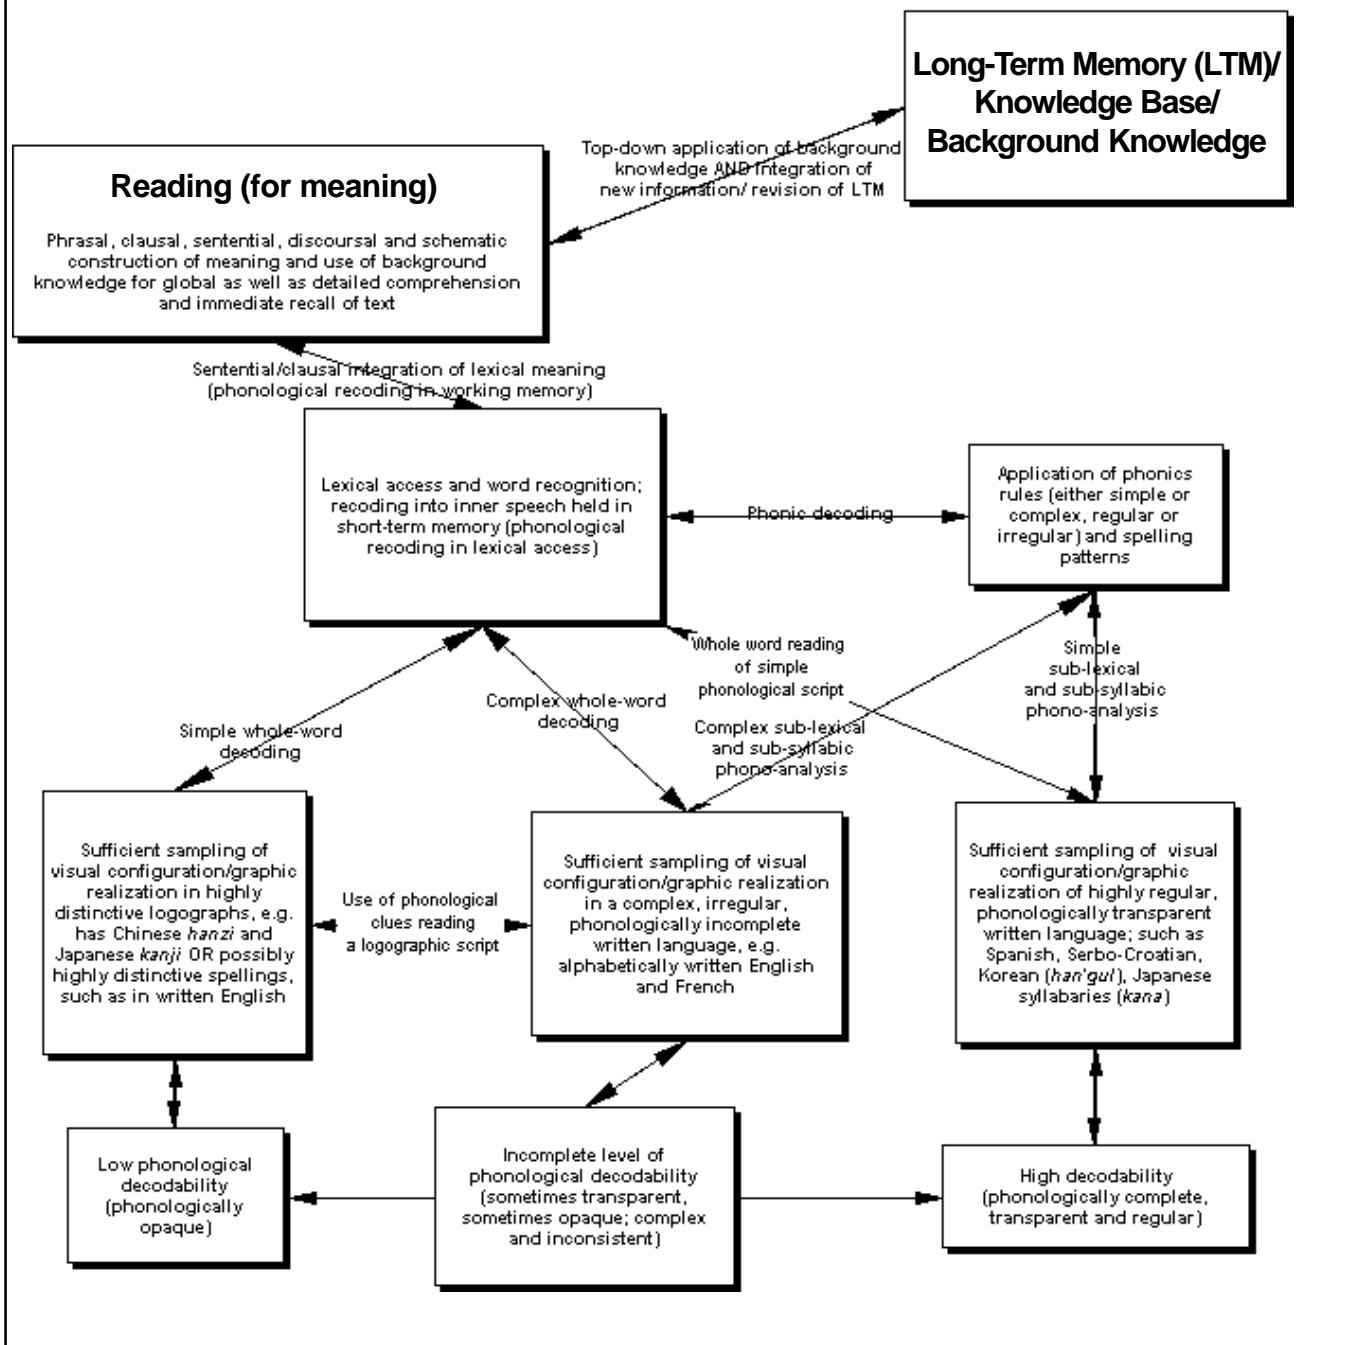 Long-Term Memory (LTM)/
Knowledge Base/
Background Knowledge
Top-down application of background
knowledge AND integration of
new information/ revision of LTM
Reading (for meaning)
Phrasal, clausal, sentential, discoursal and schematic
construction of meaning and use of background
knowledge for global as well as detailed comprehension
and immediate recall of text
Sentential/clausal integration of lexical meaning
(phonological recoding in working memory)
Lexical access and word recognition;
recoding into inner speech held in
short-term memory (phonological
recoding in lexical access)
Phonic decoding
Application of phonics
rules (either simple or
complex, regular or
irregular) and spelling
patterns
Whole word reading
of simple
phonological script
Simple
sub-lexical
and sub-syllabic
phono-analysis
Complex whole-word
decoding
Simple whole-word
decoding
Complex sub-lexical
and sub-syllabic
phono-analysis
Sufficient sampling of
visual configuration/graphic
realization in highly
distinctive logographs, e.g.
has Chinese hanzi and
Japanese kanji OR possibly
highly distinctive spellings,
such as in written English
Use of phonological
clues reading
a logographic script
Sufficient sampling of visual
configuration/graphic realization
in a complex, irregular,
phonologically incomplete
written language, e.g.
alphabetically written English
and French
Sufficient sampling of visual
configuration/graphic
realization of highly regular,
phonologically transparent
written language; such as
Spanish, Serbo-Croatian,
Korean (han'gul), Japanese
syllabaries (kana)
Low phonological
decodability
(phonologically
opaque)
Incomplete level of
phonological decodability
(sometimes transparent,
sometimes opaque; complex
and inconsistent)
High decodability
(phonologically complete,
transparent and regular)